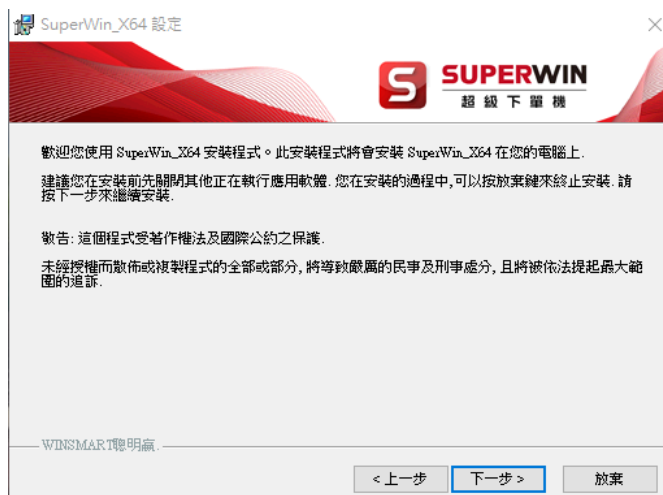 SuperWin_X64 設定
SUPERWIN
超級下單機
歡迎您使用 SuperWin_X64 安裝程式。此安裝程式將會安裝 SuperWin_X64 在您的電腦上.
建議您在安裝前先關閉其他正在執行應用軟體. 您在安裝的過程中,可以按放棄鍵來終止安裝. 請
按下一步來繼續安裝.
敬告: 這個程式受著作權法及國際公約之保護.
未經授權而散佈或複製程式的全部或部分, 將導致嚴厲的民事及刑事處分, 且將被依法提起最大範
圍的追訴.
WINSMART聰明贏.
<上一步
下一步>
放棄